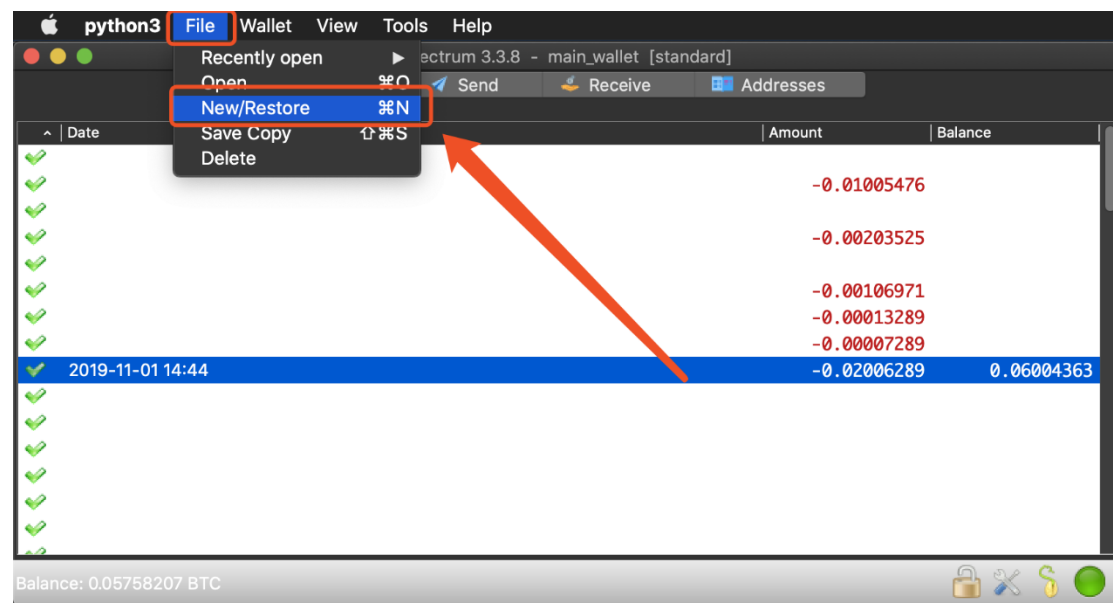 python3 File Wallet View Tools Help
ectrum 3.3.8 - main_wallet [standard]
Recently open ▶
Open ⌘O
Send Receive Addresses
New/Restore ⌘N
Date Amount Balance
Save Copy ⇧⌘S
Delete
-0.01005476
-0.00203525
-0.00106971
-0.00013289
-0.00007289
2019-11-01 14:44 -0.02006289 0.06004363
Balance: 0.05758207 BTC